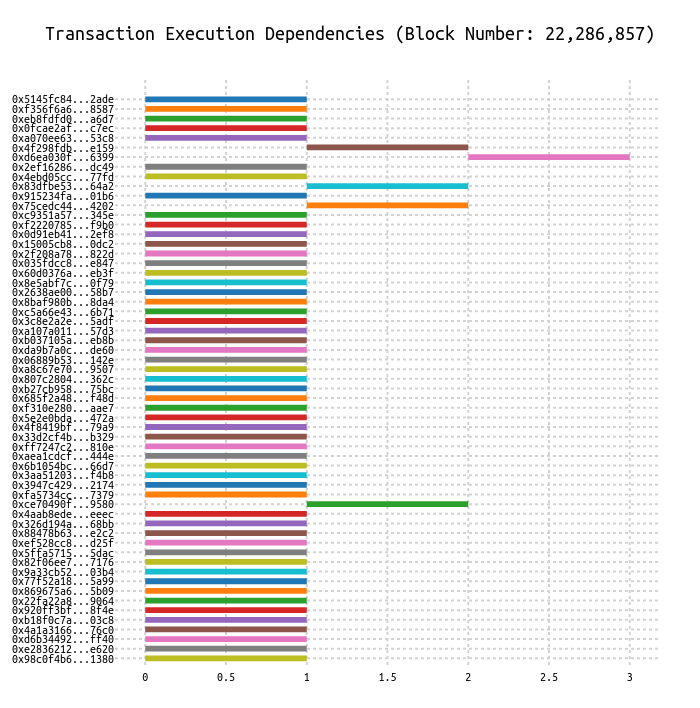 Transaction Execution Dependencies (Block Number: 22,286,857)
0x5145fc84...2ade
0xf356f6a6...8587
0xeb8fdfd0...a6d7
0x0fcae2af...c7ec
0xa070ee63...53c8
0x4f298fdb...e159
0xd6ea030f...6399
0x2ef16286...dc49
0x4ebd05cc...77fd
0x83dfbe53...64a2
0x915234fa...01b6
0x75cedc44...4202
0xc9351a57...345e
0xf2220785...f9b0
0x0d91eb41...2ef8
0x15005cb8...0dc2
0x2f208a78...822d
0x035fdcc8...e847
0x60d0376a...eb3f
0x8e5abf7c...0f79
0x2638ae00...58b7
0x8baf980b...8da4
0xc5a66e43...6b71
0x3c8e2a2e...5adf
0xa107a011...57d3
0xb037105a...eb8b
0xda9b7a0c...de60
0x06889b53...142e
0xa8c67e70...9507
0x807c2804...362c
0xb27cb958...75bc
0x685f2a48...f48d
0xf310e280...aae7
0x5e2e0bda...472a
0x4f8419bf...79a9
0x33d2cf4b...b329
0xff7247c2...810e
0xaea1cdcf...444e
0x6b1054bc...66d7
0x3aa51203...f4b8
0x3947c429...2174
0xfa5734cc...7379
0xce70490f...9580
0x4aab8ede...eeec
0x326d194a...68bb
0x88478b63...e2c2
0xef528cc8...d25f
0x5ffa5715...5dac
0x82f06ee7...7176
0x9a33cb52...03b4
0x77f52a18...5a99
0x869675a6...5b09
0x22fa22a8...9064
0x920ff3bf...8f4e
0xb18f0c7a...03c8
0x4a1a3166...76c0
0xd6b34492...ff40
0xe2836212...e620
0x98c0f4b6...1380
0 0.5 1 1.5 2 2.5 3